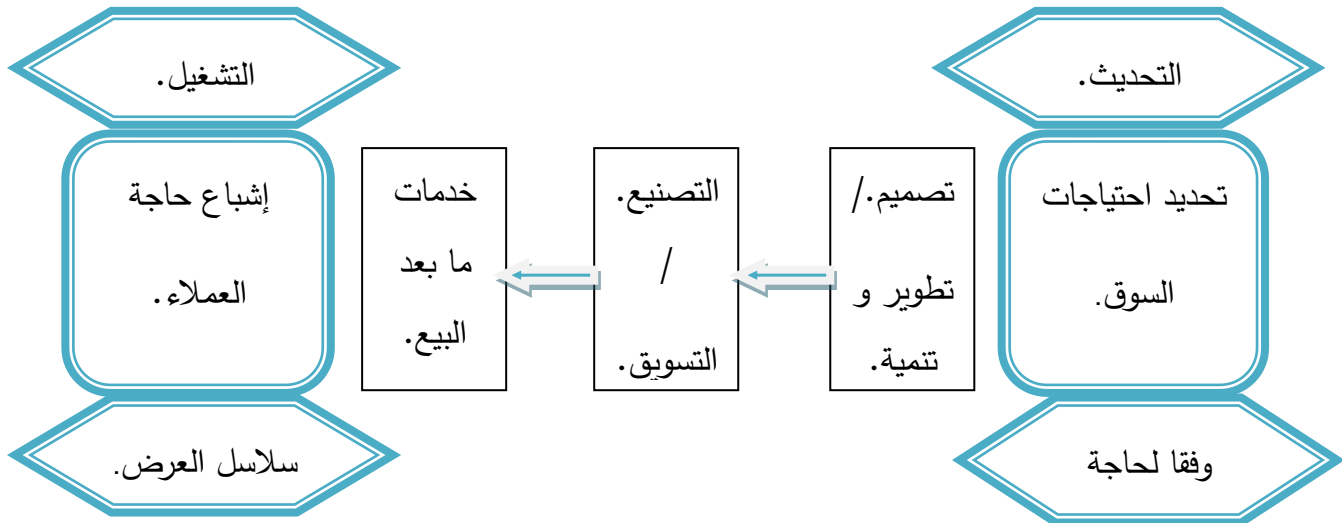 التحديث.
التشغيل.
تحديد احتياجات
السوق.
تصميم./
تطوير و
تنمية.
التصنيع.
/
التسويق.
خدمات
ما بعد
البيع.
إشباع حاجة
العملاء.
وفقا لحاجة
سلاسل العرض.